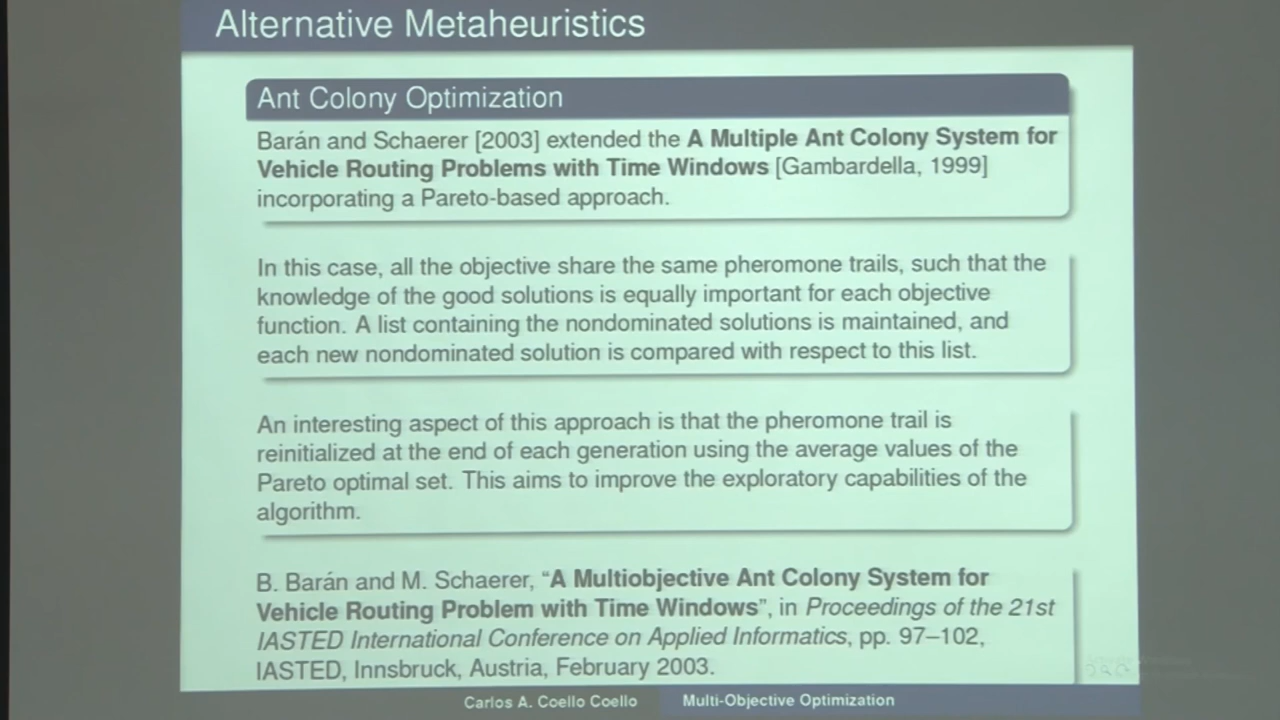 Alternative Metaheuristics
Ant Colony Optimization
Barán and Schaerer [2003] extended the A Multiple Ant Colony System for
Vehicle Routing Problems with Time Windows [Gambardella, 1999]
incorporating a Pareto-based approach.
In this case, all the objective share the same pheromone trails, such that the
knowledge of the good solutions is equally important for each objective
function. A list containing the nondominated solutions is maintained, and
each new nondominated solution is compared with respect to this list.
An interesting aspect of this approach is that the pheromone trail is
reinitialized at the end of each generation using the average values of the
Pareto optimal set. This aims to improve the exploratory capabilities of the
algorithm.
B. Barán and M. Schaerer, “A Multiobjective Ant Colony System for
Vehicle Routing Problem with Time Windows”, in Proceedings of the 21st
IASTED International Conference on Applied Informatics, pp. 97–102,
IASTED, Innsbruck, Austria, February 2003.
Carlos A. Coello Coello Multi-Objective Optimization